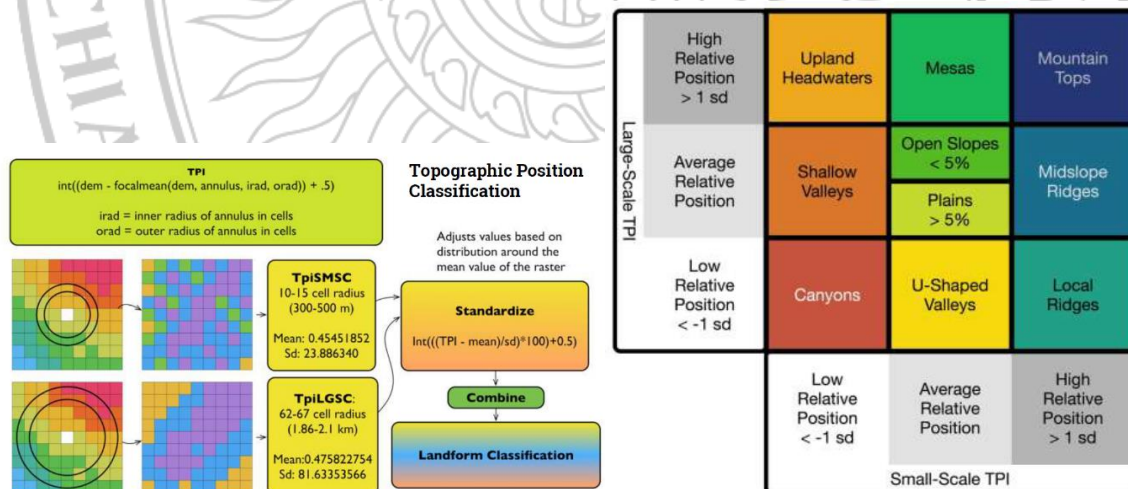 CHIA
TPI
int((dem - focalmean(dem, annulus, irad, orad)) + .5)
irad = inner radius of annulus in cells
orad = outer radius of annulus in cells
Topographic Position
Classification
Adjusts values based on
distribution around the
mean value of the raster
TpiSMSC
10-15 cell radius
(300-500 m)
Mean: 0.45451852
Sd: 23.886340
TpiLGSC:
62-67 cell radius
(1.86-2.1 km)
Mean:0.475822754
Sd: 81.63353566
Standardize
Int(((TPI - mean)/sd)*100)+0.5)
Combine
Landform Classification
Large-Scale TPI
High
Relative
Position
> 1 sd
Upland
Headwaters
Mesas
Mountain
Tops
Average
Relative
Position
Shallow
Valleys
Open Slopes
< 5%
Plains
> 5%
Midslope
Ridges
Low
Relative
Position
< -1 sd
Canyons
U-Shaped
Valleys
Local
Ridges
Low
Relative
Position
< -1 sd
Average
Relative
Position
High
Relative
Position
> 1 sd
Small-Scale TPI